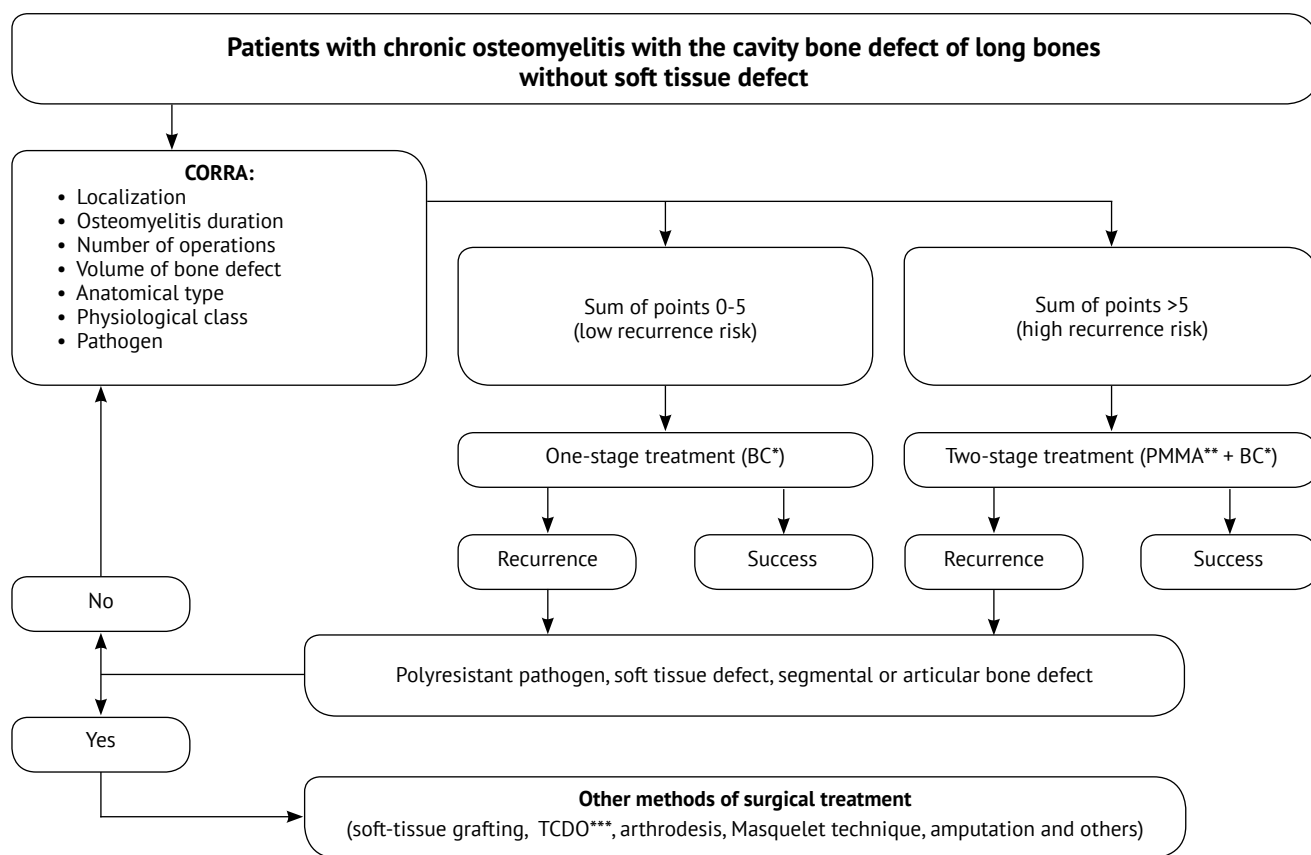 Patients with chronic osteomyelitis with the cavity bone defect of long bones
without soft tissue defect
CORRA:
• Localization
• Osteomyelitis duration
• Number of operations
• Volume of bone defect
• Anatomical type
• Physiological class
• Pathogen
Sum of points 0-5
(low recurrence risk)
Sum of points >5
(high recurrence risk)
One-stage treatment (BC*)
Two-stage treatment (PMMA** + BC*)
Recurrence
Success
Recurrence
Success
No
Polyresistant pathogen, soft tissue defect, segmental or articular bone defect
Yes
Other methods of surgical treatment
(soft-tissue grafting, TCDO***, arthrodesis, Masquelet technique, amputation and others)